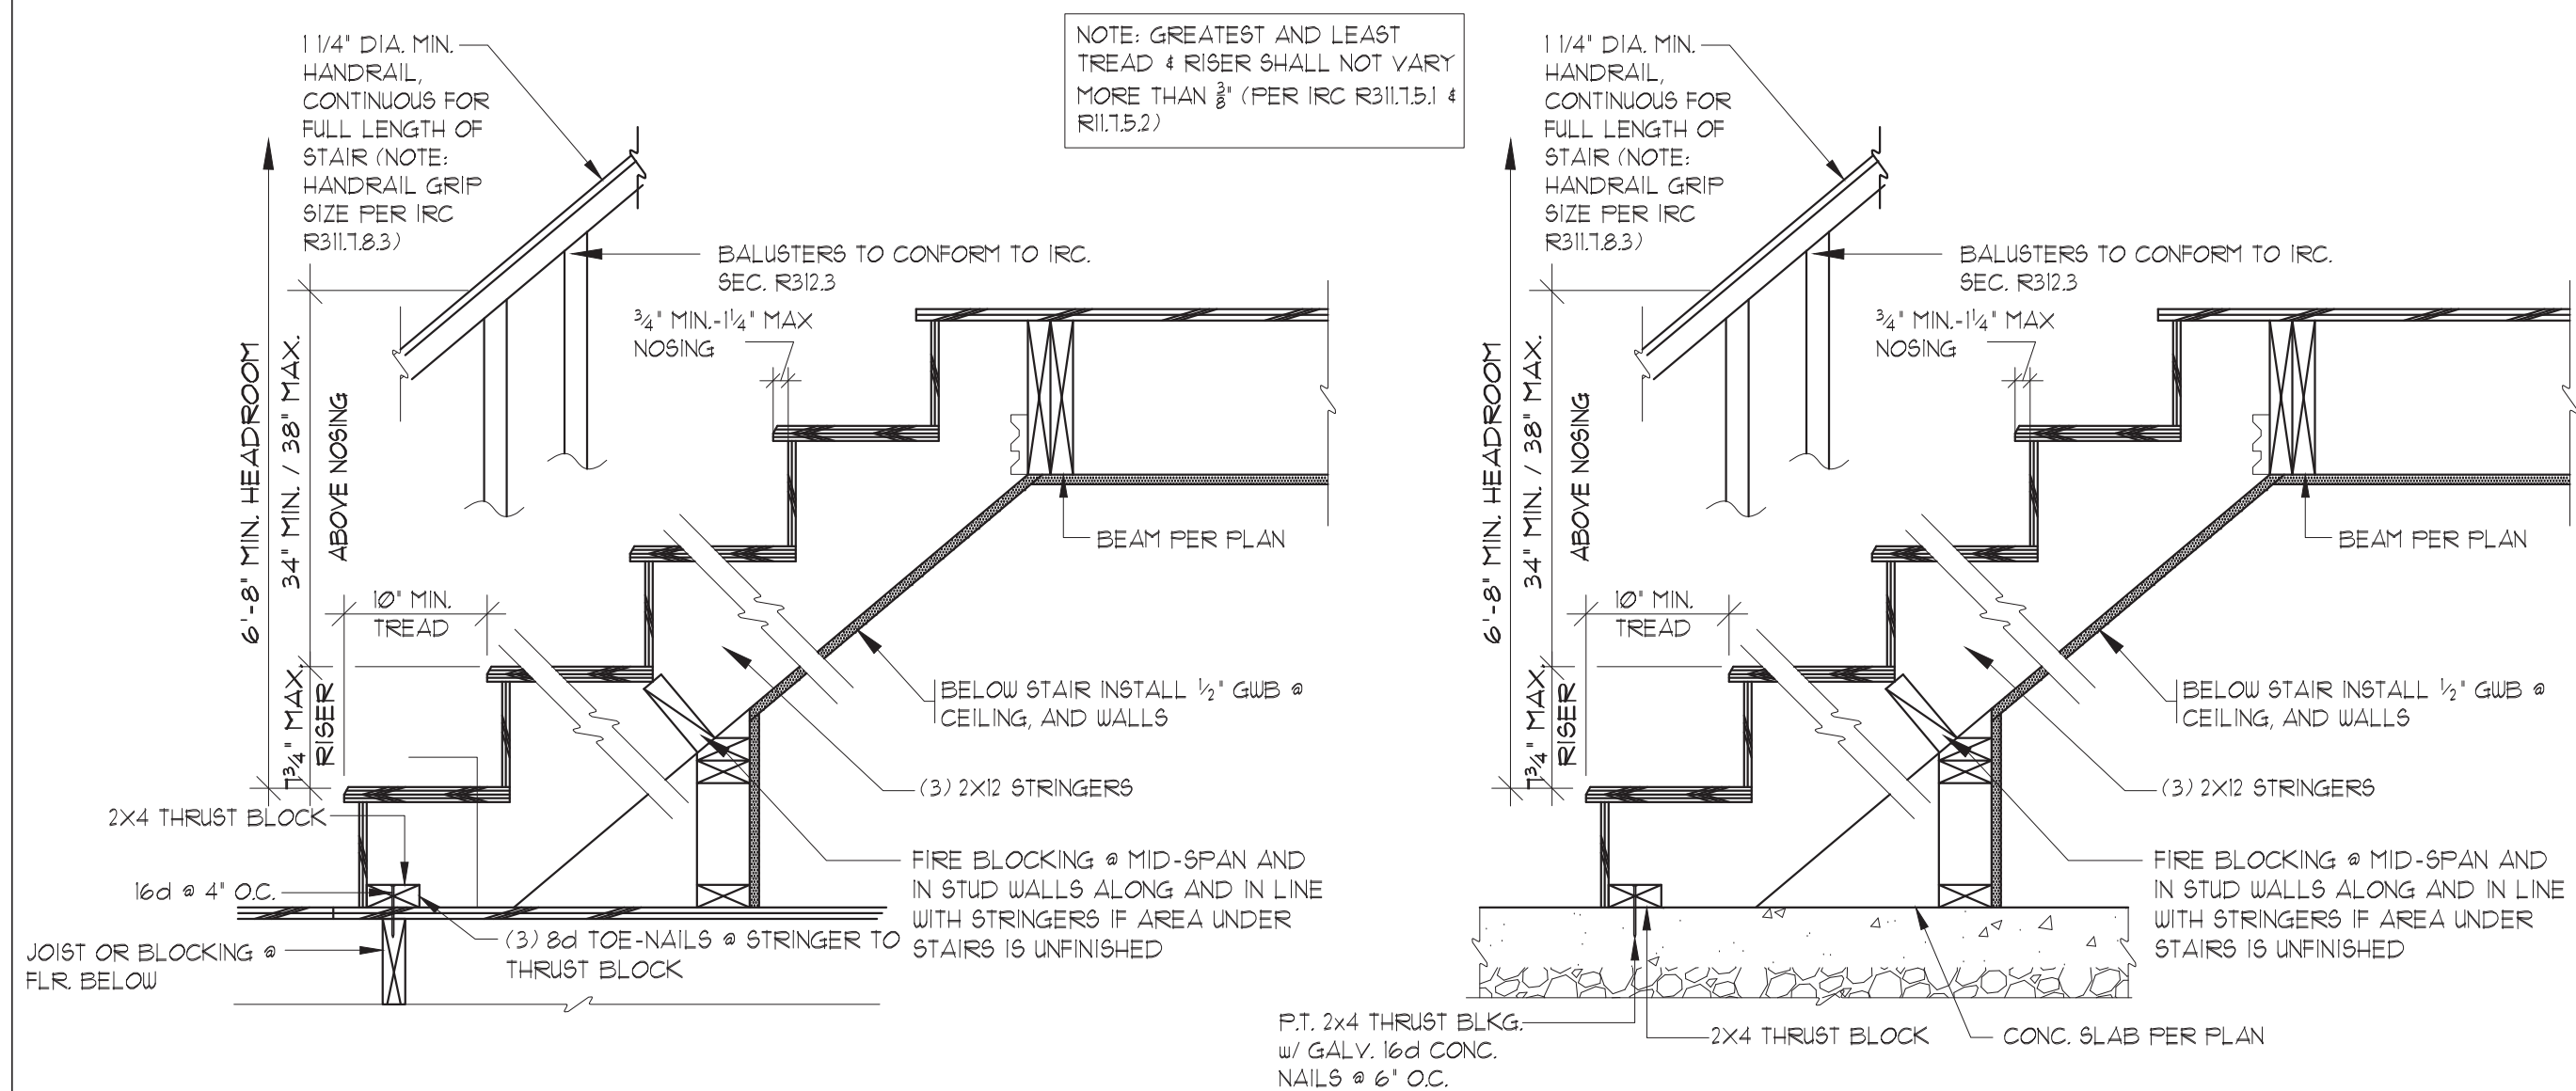 1 1/4" DIA. MIN.
HANDRAIL,
CONTINUOUS FOR
FULL LENGTH OF
STAIR (NOTE:
HANDRAIL GRIP
SIZE PER IRC
R311.7.8.3)
BALUSTERS TO CONFORM TO IRC.
SEC. R312.3
3/4" MIN.-1 1/4" MAX
NOSING
6'-8" MIN. HEADROOM
34" MIN. / 38" MAX.
ABOVE NOSING
10" MIN.
TREAD
7 3/4" MAX.
RISER
BEAM PER PLAN
BELOW STAIR INSTALL 1/2" GWB @
CEILING, AND WALLS
(3) 2X12 STRINGERS
2X4 THRUST BLOCK
FIRE BLOCKING @ MID-SPAN AND
IN STUD WALLS ALONG AND IN LINE
WITH STRINGERS IF AREA UNDER
STAIRS IS UNFINISHED
16d @ 4" O.C.
(3) 8d TOE-NAILS @ STRINGER TO
THRUST BLOCK
JOIST OR BLOCKING @
FLR. BELOW
NOTE: GREATEST AND LEAST
TREAD & RISER SHALL NOT VARY
MORE THAN 3/8" (PER IRC R311.7.5.1 &
R11.7.5.2)
1 1/4" DIA. MIN.
HANDRAIL,
CONTINUOUS FOR
FULL LENGTH OF
STAIR (NOTE:
HANDRAIL GRIP
SIZE PER IRC
R311.7.8.3)
BALUSTERS TO CONFORM TO IRC.
SEC. R312.3
3/4" MIN.-1 1/4" MAX
NOSING
6'-8" MIN. HEADROOM
34" MIN. / 38" MAX.
ABOVE NOSING
10" MIN.
TREAD
7 3/4" MAX.
RISER
BEAM PER PLAN
BELOW STAIR INSTALL 1/2" GWB @
CEILING, AND WALLS
(3) 2X12 STRINGERS
FIRE BLOCKING @ MID-SPAN AND
IN STUD WALLS ALONG AND IN LINE
WITH STRINGERS IF AREA UNDER
STAIRS IS UNFINISHED
P.T. 2x4 THRUST BLKG.
w/ GALV. 16d CONC.
NAILS @ 6" O.C.
2X4 THRUST BLOCK
CONC. SLAB PER PLAN